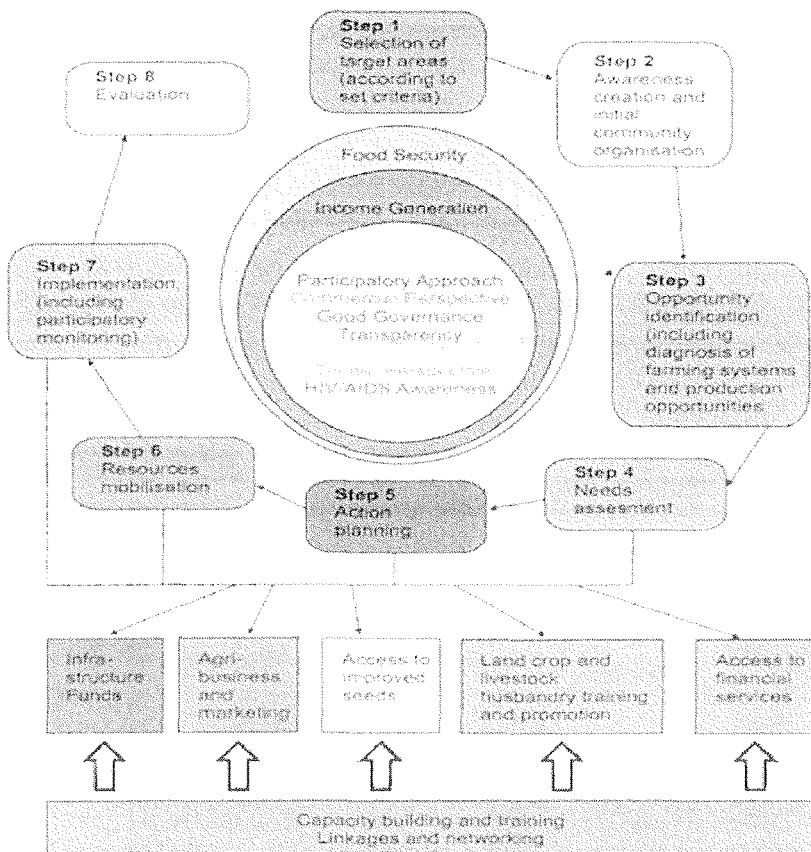 Step 1
Selection of
target areas
(according to
set criteria)
Step 2
Awareness
creation and
initial
community
organisation
Step 3
Opportunity
identification
(including
diagnosis of
farming systems
and production
opportunities
Step 4
Needs
assesment
Step 5
Action
planning
Step 6
Resources
mobilisation
Step 7
Implementation
(including
participatory
monitoring)
Step 8
Evaluation
Food Security
Income Generation
Participatory Approach
Commercial Perspective
Good Governance
Transparency
HIV-AIDS Awareness
Infra-
structure
Funds
Agri-
business
and
marketing
Access to
improved
seeds
Land crop and
livestock
husbandry training
and promotion
Access to
financial
services
Capacity building and training
Linkages and networking